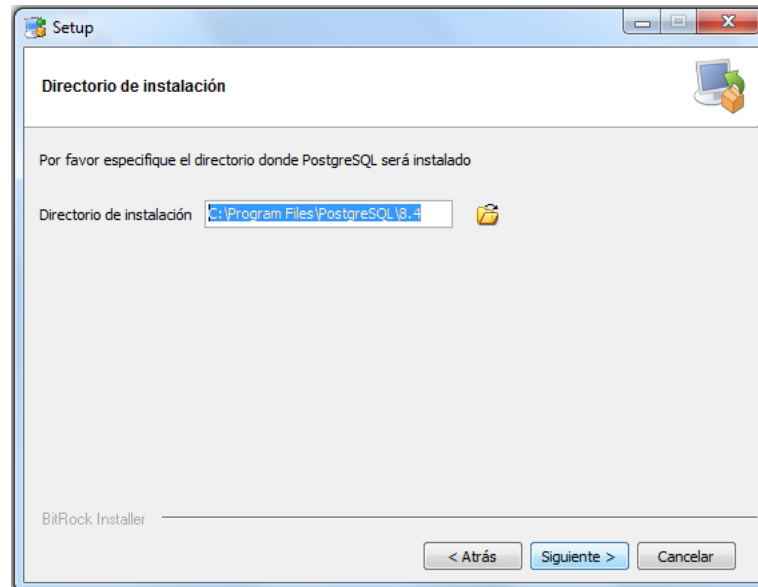 Setup
Directorio de instalación
Por favor especifique el directorio donde PostgreSQL será instalado
Directorio de instalación C:\Program Files\PostgreSQL\8.4
BitRock Installer
< Atrás Siguiente > Cancelar